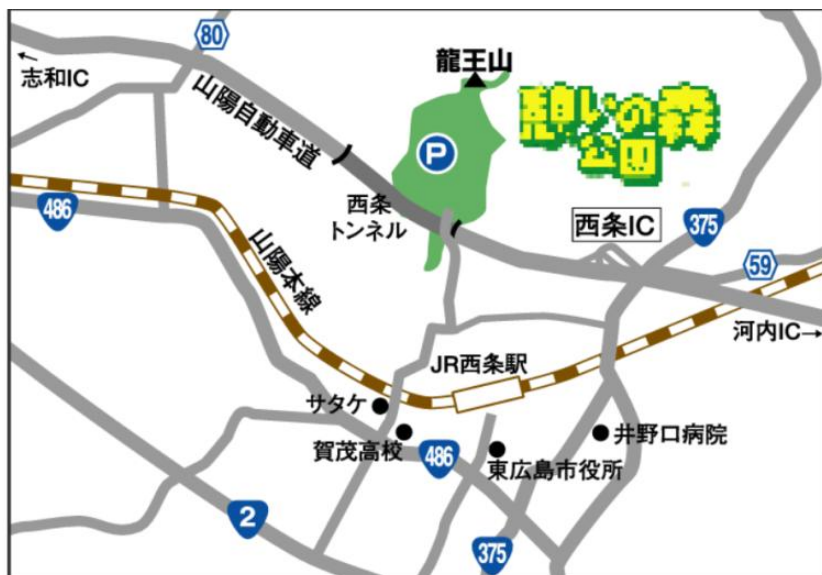 80
←
志和IC
山陽自動車道
龍王山
P
憩いの森
公園
486
西条
トンネル
西条IC
375
59
山陽本線
河内IC→
JR西条駅
サタケ
賀茂高校
486
東広島市役所
井野口病院
2
375